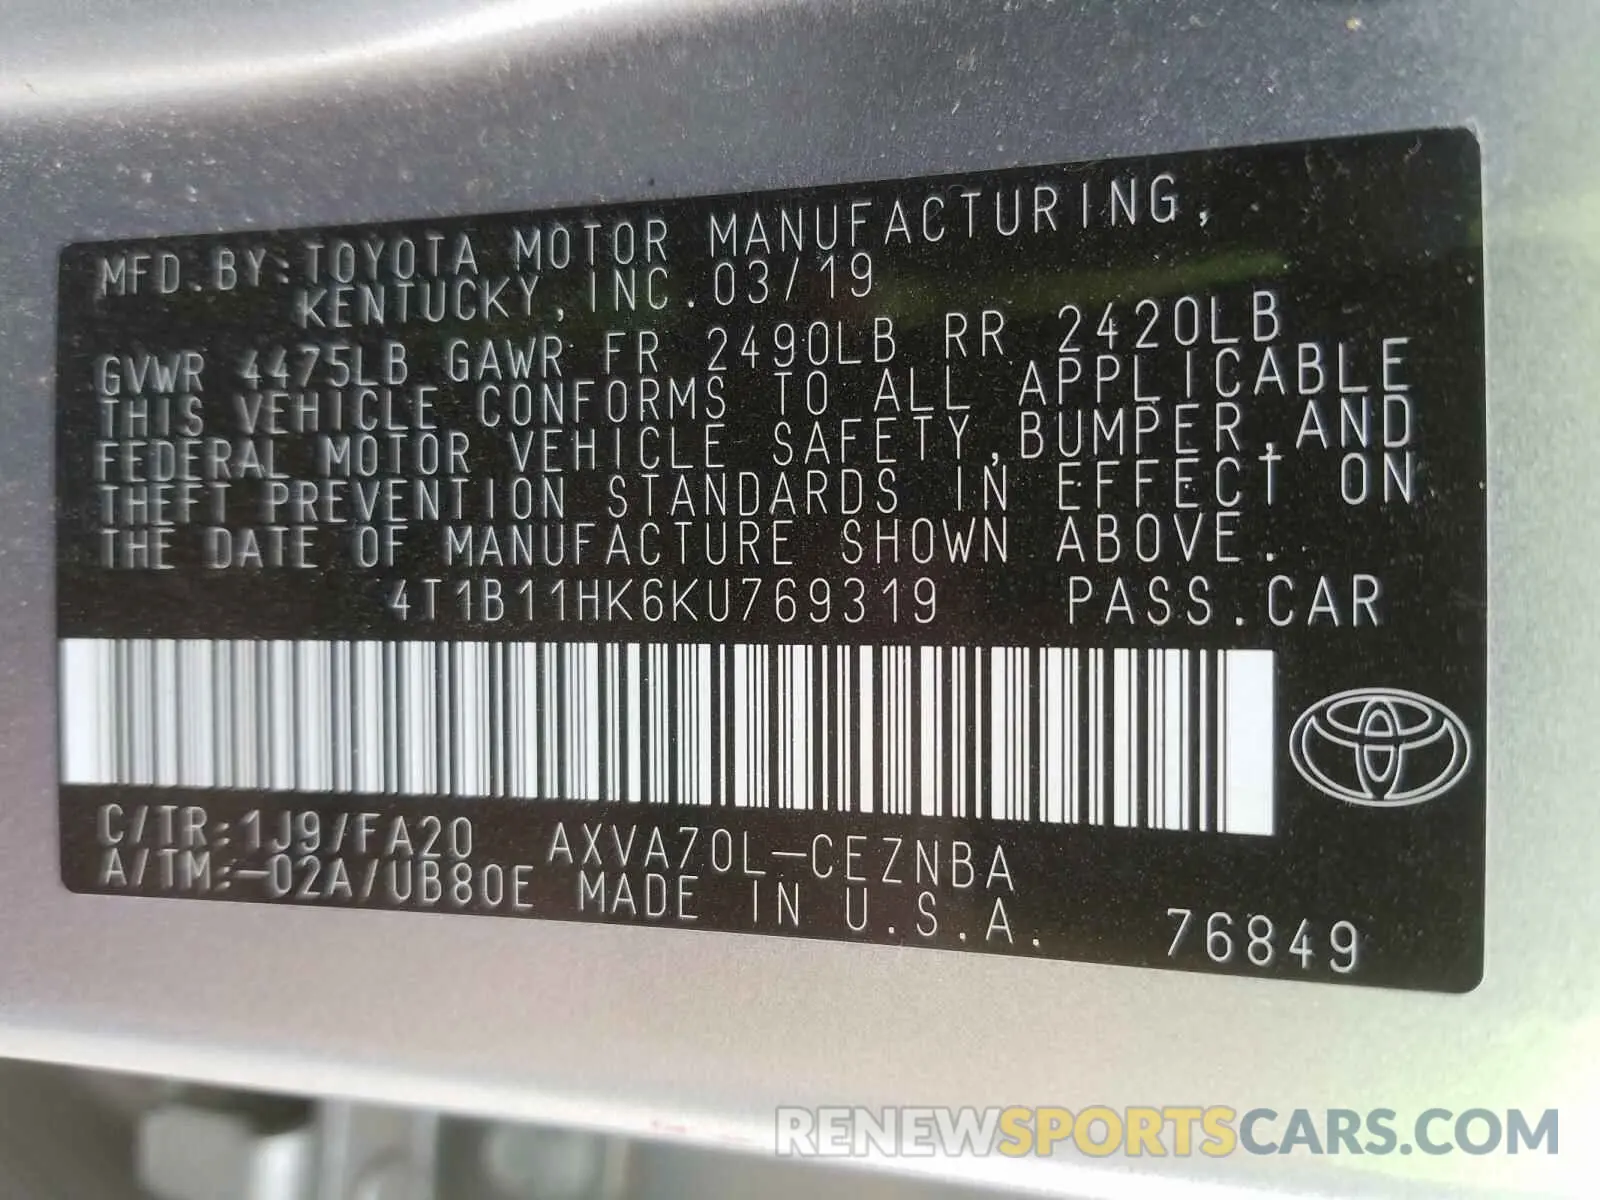 MFD. BY: TOYOTA MOTOR MANUFACTURING,
KENTUCKY, INC. 03/19
GVWR 4475LB GAWR FR 2490LB RR 2420LB
THIS VEHICLE CONFORMS TO ALL APPLICABLE
FEDERAL MOTOR VEHICLE SAFETY, BUMPER, AND
THEFT PREVENTION STANDARDS IN EFFECT ON
THE DATE OF MANUFACTURE SHOWN ABOVE.
4T1B11HK6KU769319 PASS. CAR
C/TR: 1J9/FA20 AXVA70L-CEZNBA
A/TM: -02A/UB80E MADE IN U.S.A. 76849
RENEWSPORTSCARS.COM